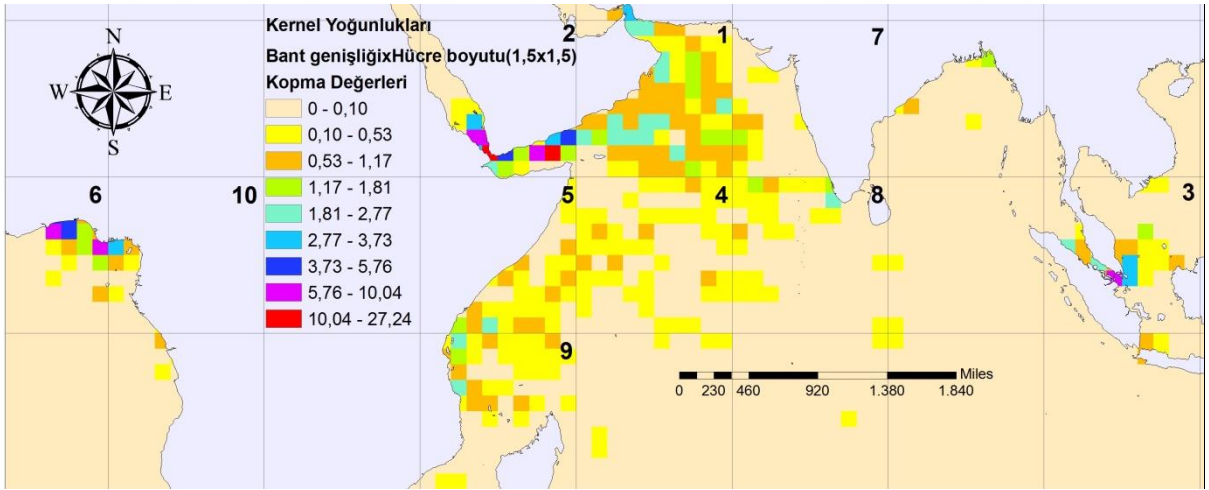 N
W E
S
Kernel Yoğunlukları
Bant genişliğixHücre boyutu(1,5x1,5)
Kopma Değerleri
0 - 0,10
0,10 - 0,53
0,53 - 1,17
1,17 - 1,81
1,81 - 2,77
2,77 - 3,73
3,73 - 5,76
5,76 - 10,04
10,04 - 27,24
2 1 7
6 10 5 4 8 3
9
Miles
0 230 460 920 1.380 1.840